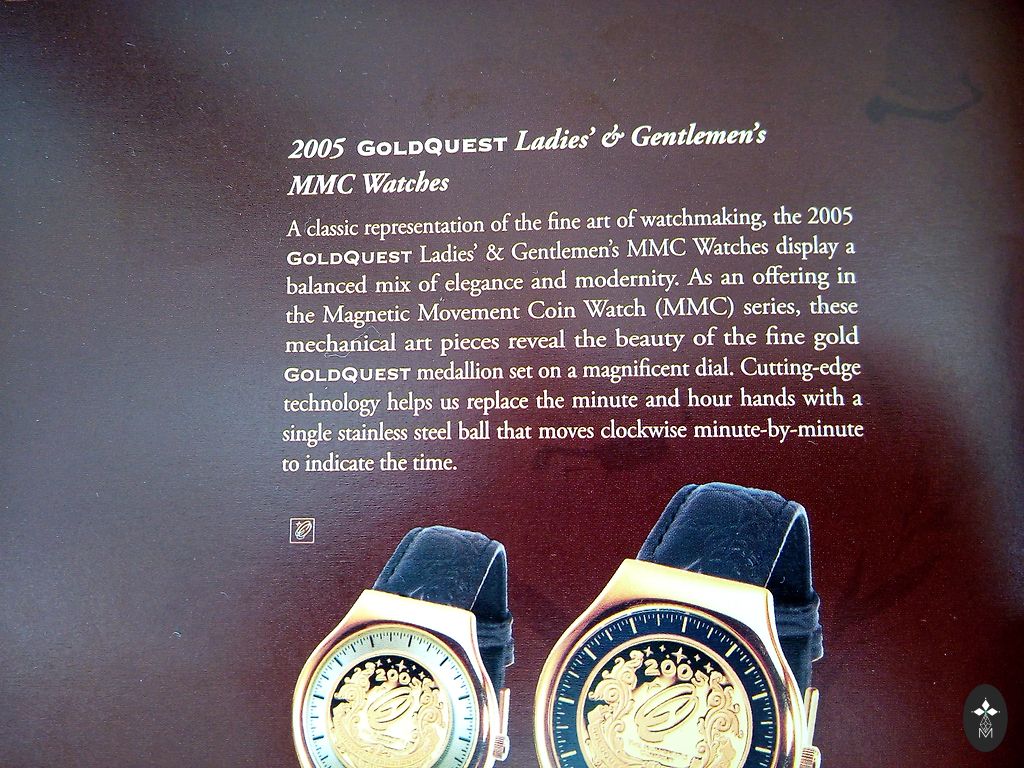 2005 GOLDQUEST Ladies' & Gentlemen's
MMC Watches
A classic representation of the fine art of watchmaking, the 2005
GOLDQUEST Ladies' & Gentlemen's MMC Watches display a
balanced mix of elegance and modernity. As an offering in
the Magnetic Movement Coin Watch (MMC) series, these
mechanical art pieces reveal the beauty of the fine gold
GOLDQUEST medallion set on a magnificent dial. Cutting-edge
technology helps us replace the minute and hour hands with a
single stainless steel ball that moves clockwise minute-by-minute
to indicate the time.
M